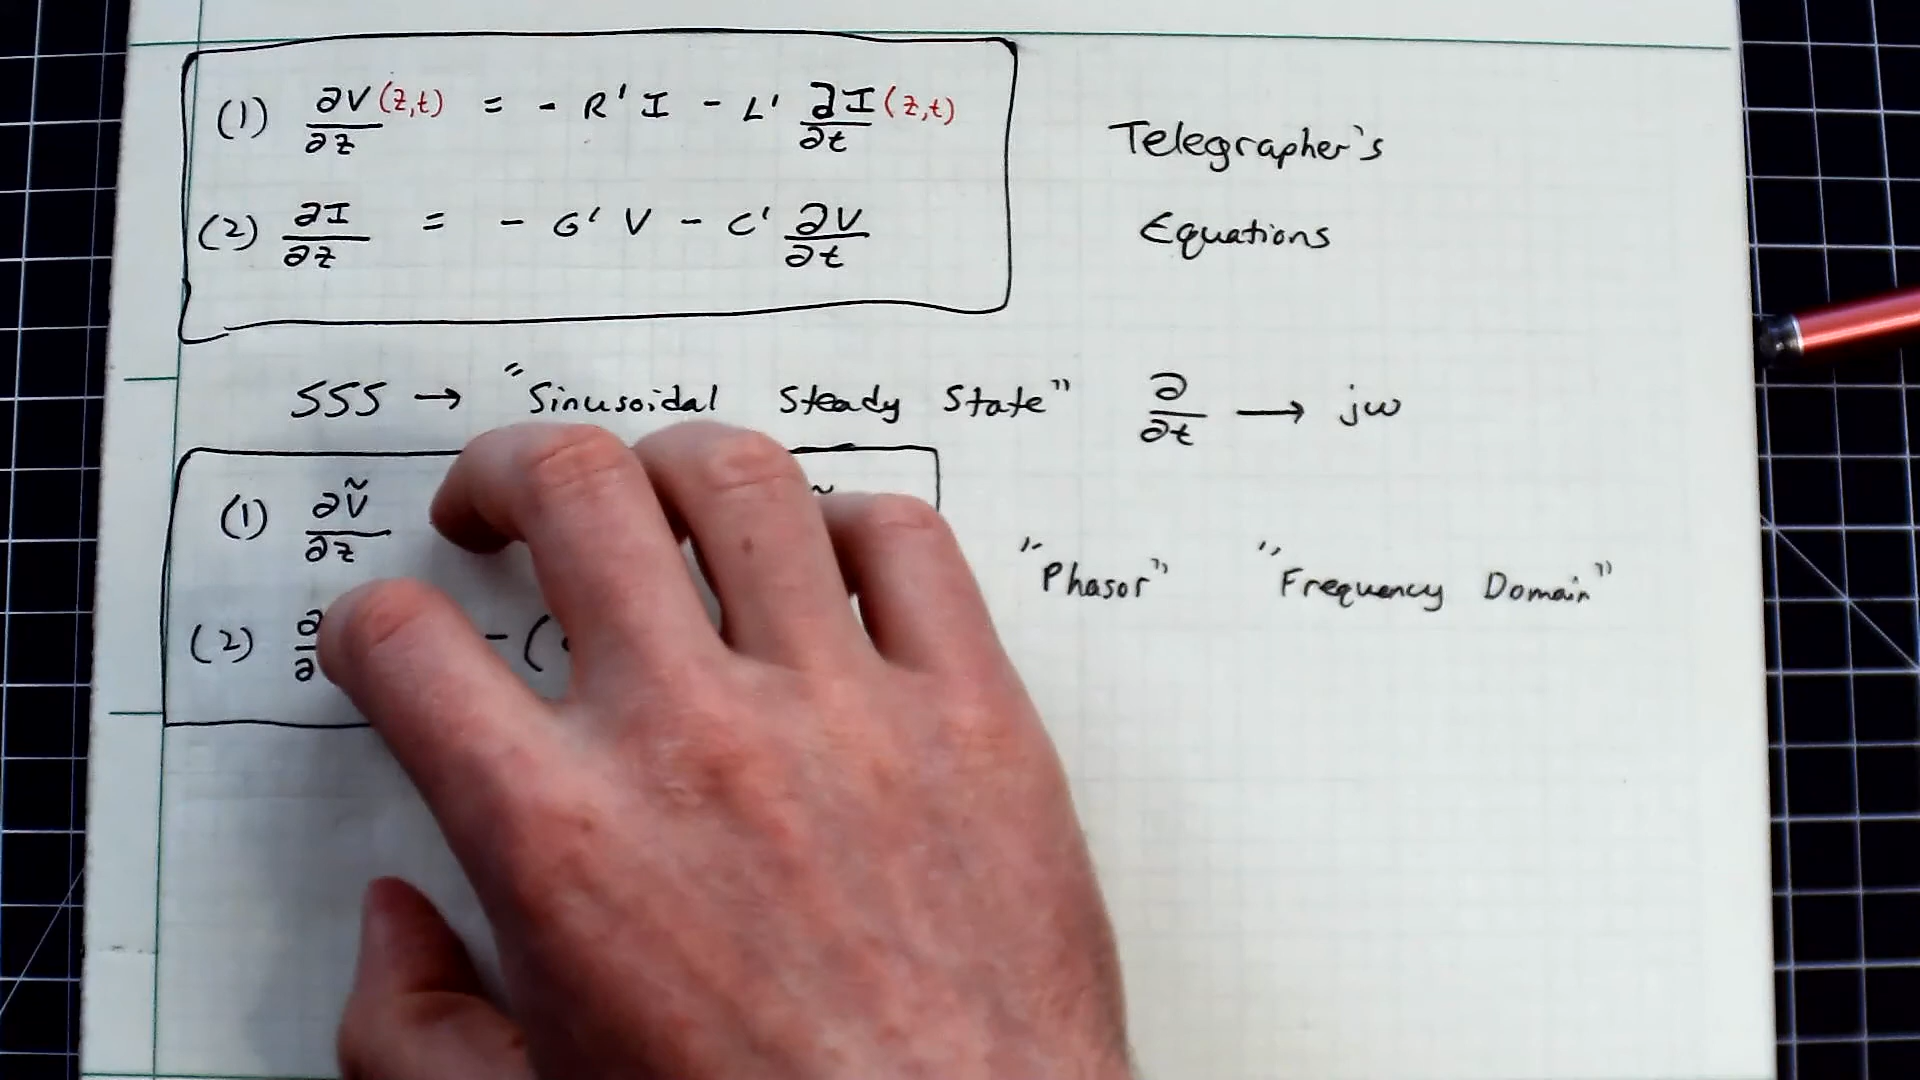 (1) ∂V(z,t)/∂z = - R' I - L' ∂I(z,t)/∂t
Telegrapher's
(2) ∂I/∂z = - G' V - C' ∂V/∂t
Equations
SSS → "Sinusoidal Steady State" ∂/∂t → jω
(1) ∂Ṽ/∂z
"Phasor" "Frequency Domain"
(2) ∂/∂ -(